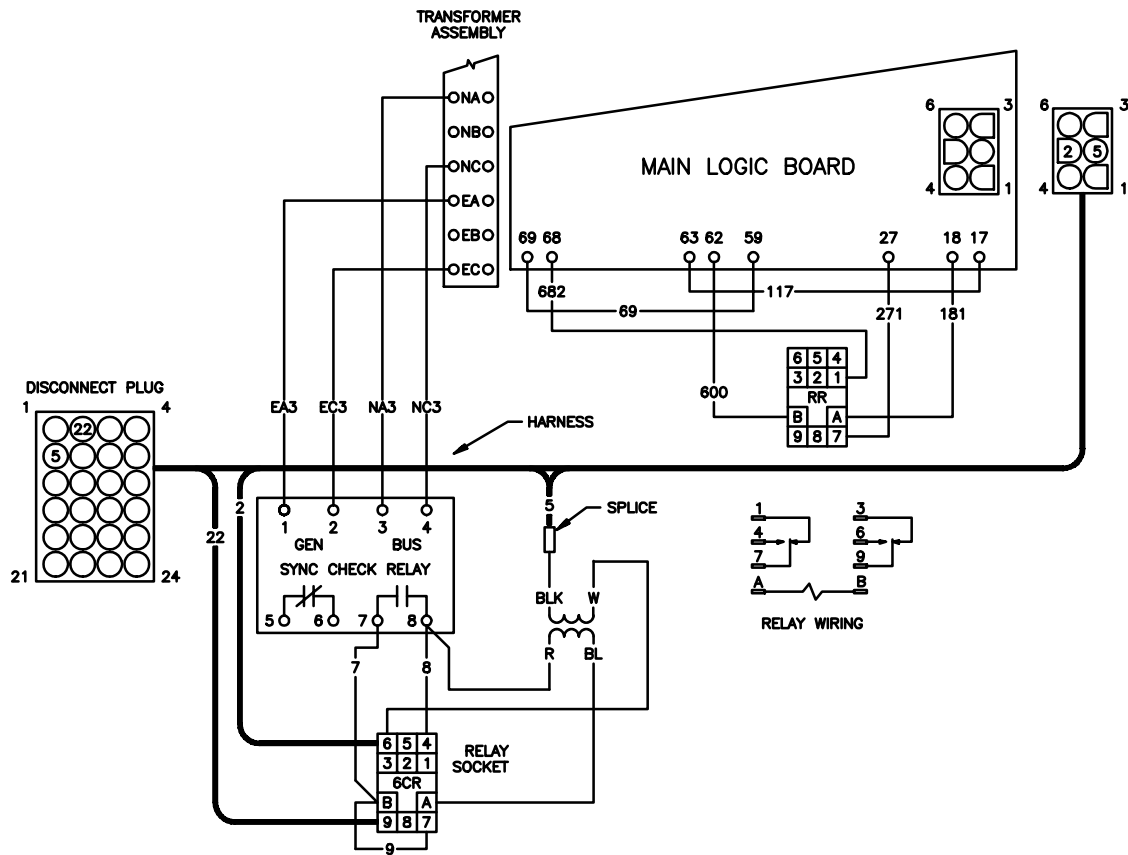 TRANSFORMER
ASSEMBLY
NA
NB
NC
EA
EB
EC
MAIN LOGIC BOARD
6 3
4 1
6 3
2 5
4 1
69 68 63 62 59 27 18 17
682
117
69
271 181
600
6 5 4
3 2 1
RR
B A
9 8 7
DISCONNECT PLUG
1 4
22
5
21 24
EA3 EC3 NA3 NC3
HARNESS
2
22
5
SPLICE
1 2 3 4
GEN BUS
SYNC CHECK RELAY
5 6 7 8
BLK W
R BL
7 8
1 3
4 6
7 9
A B
RELAY WIRING
6 5 4
3 2 1
6CR
B A
9 8 7
RELAY
SOCKET
9